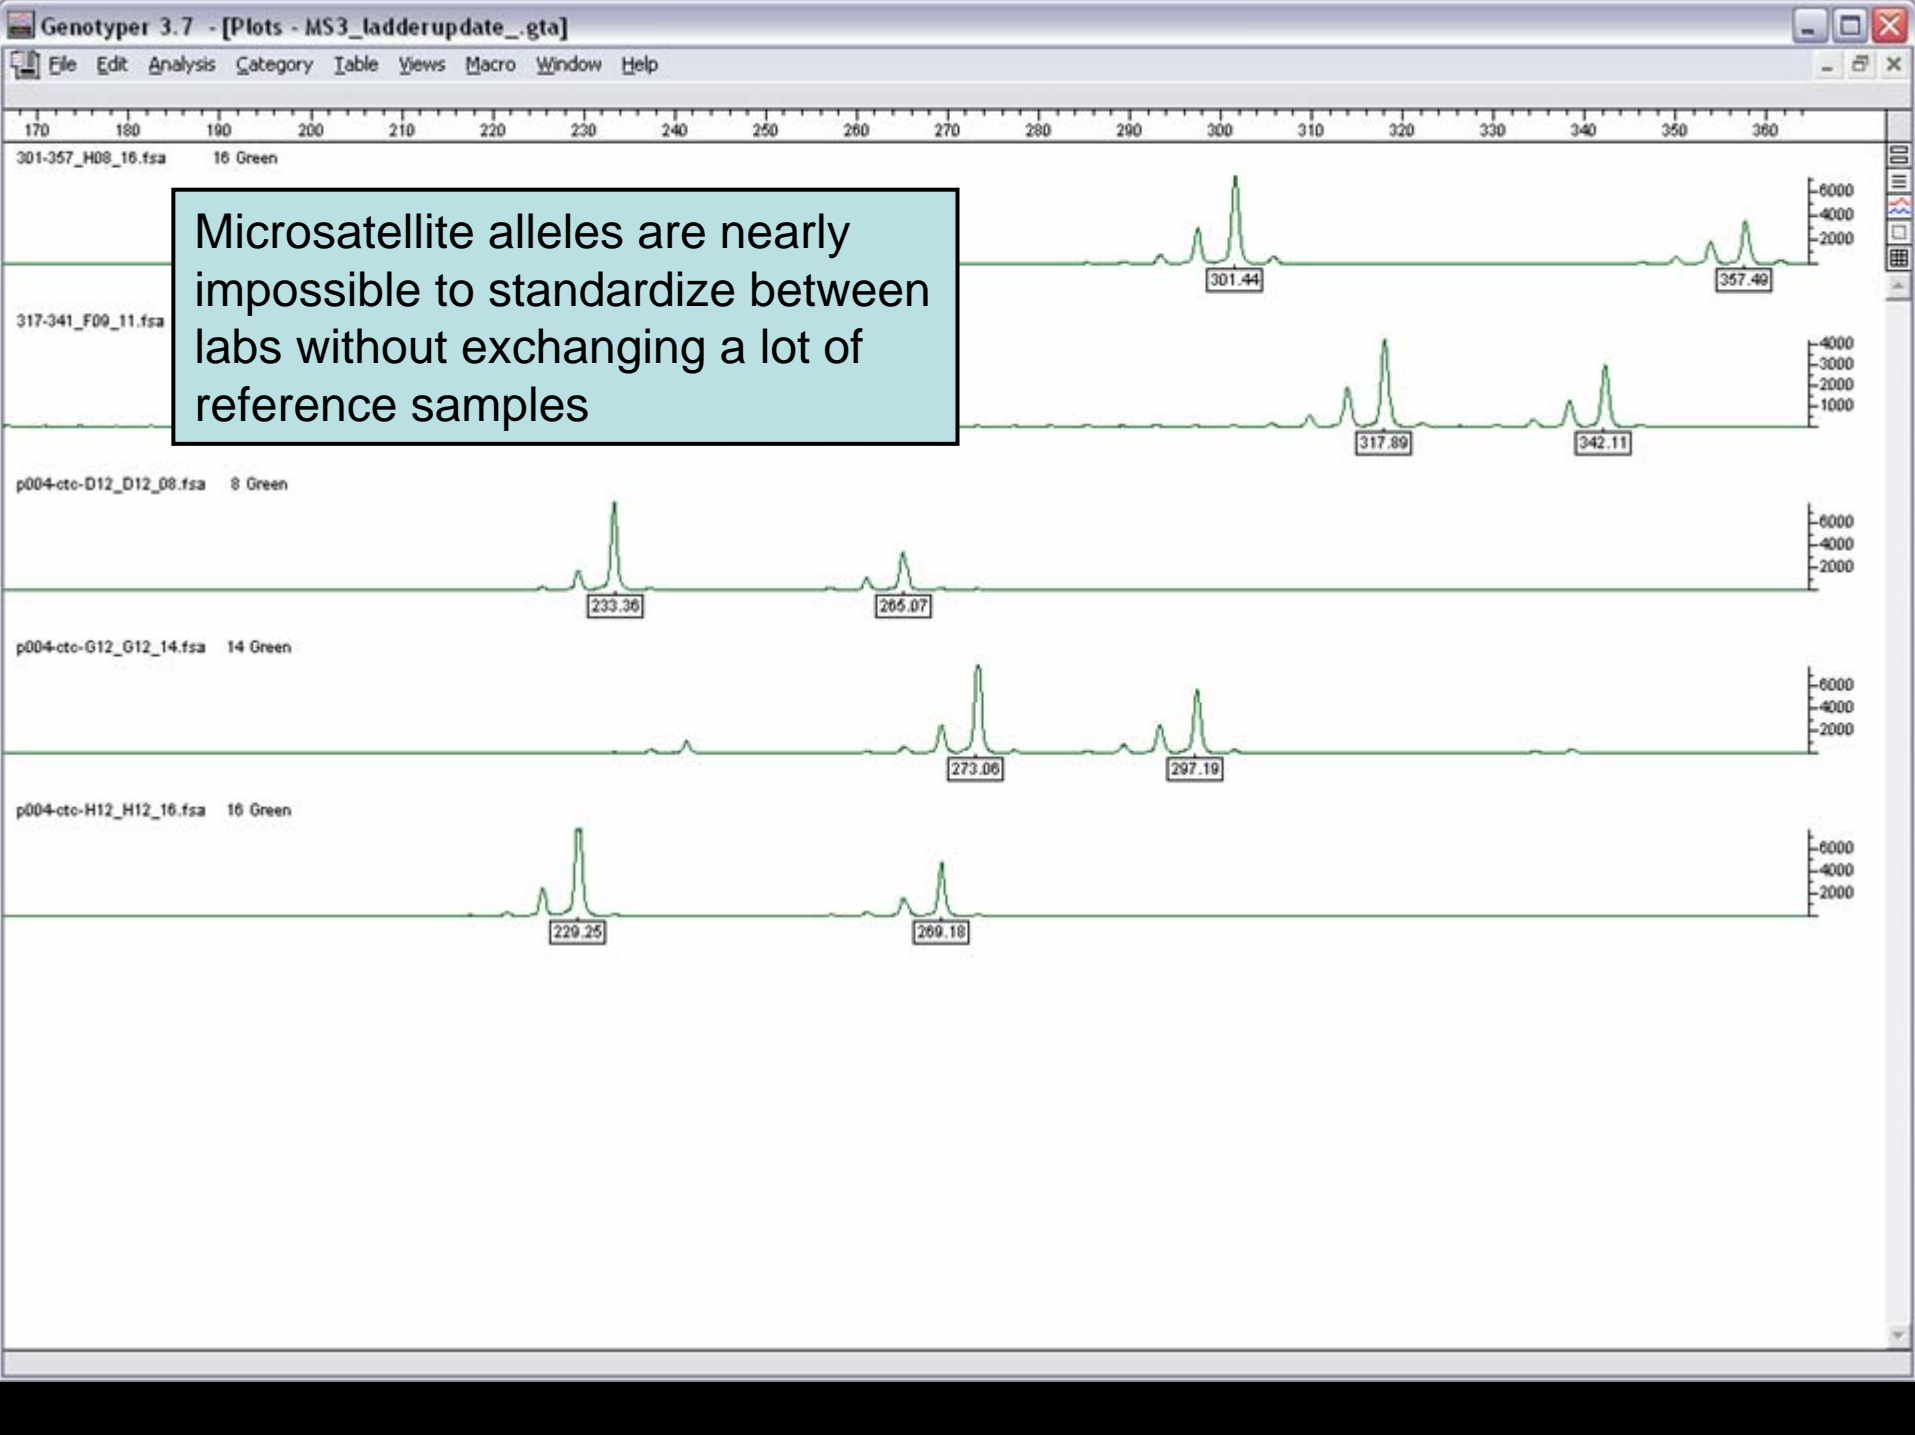 Genotyper 3.7 - [Plots - MS3_ladderupdate_.gta]
File Edit Analysis Category Table Views Macro Window Help
170 180 190 200 210 220 230 240 250 260 270 280 290 300 310 320 330 340 350 360
301-357_H08_16.fsa 16 Green
6000
4000
2000
301.44 357.49
Microsatellite alleles are nearly
impossible to standardize between
labs without exchanging a lot of
reference samples
317-341_F09_11.fsa
4000
3000
2000
1000
317.89 342.11
p004-ctc-D12_D12_08.fsa 8 Green
6000
4000
2000
233.36 265.07
p004-ctc-G12_G12_14.fsa 14 Green
6000
4000
2000
273.06 297.19
p004-ctc-H12_H12_16.fsa 16 Green
6000
4000
2000
229.25 269.18